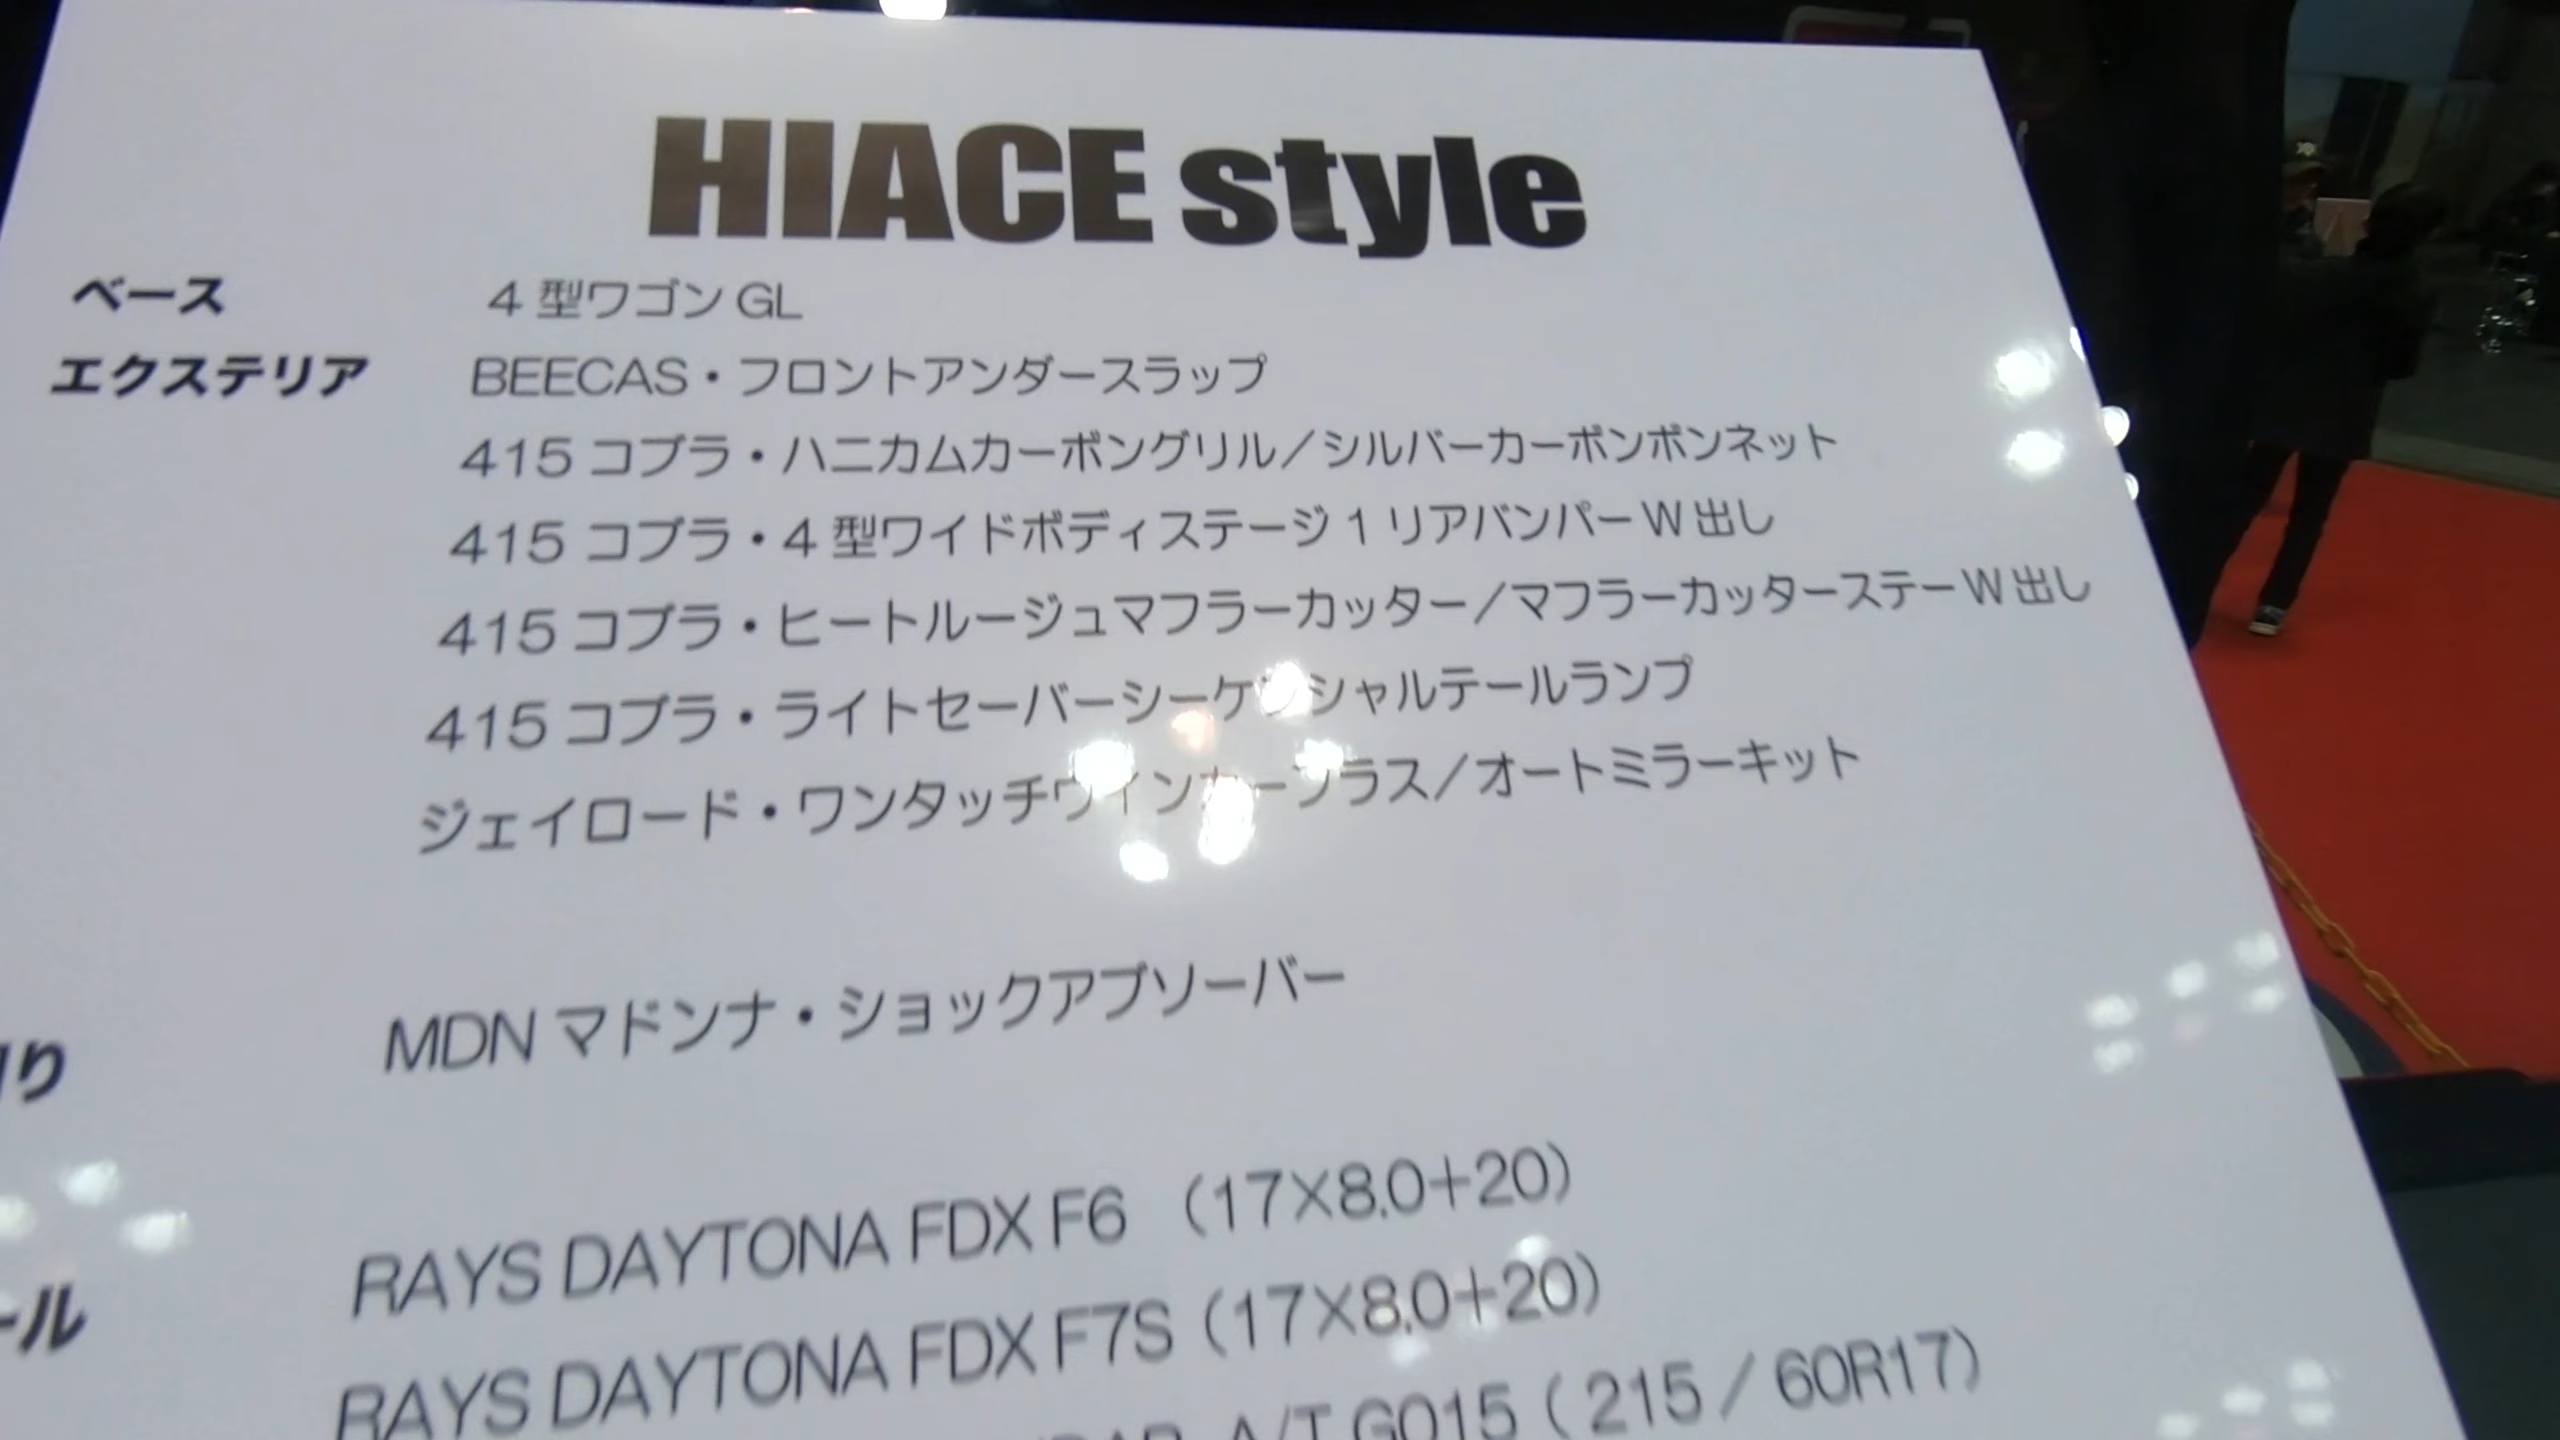 HIACE style
ベース 4型ワゴンGL
エクステリア BEECAS・フロントアンダースラップ
415コブラ・ハニカムカーボングリル／シルバーカーボンボンネット
415コブラ・4型ワイドボディステージ1リアバンパーW出し
415コブラ・ヒートルージュマフラーカッター／マフラーカッターステーW出し
415コブラ・ライトセーバーシーケンシャルテールランプ
ジェイロード・ワンタッチウインカープラス／オートミラーキット
り MDNマドンナ・ショックアブソーバー
RAYS DAYTONA FDX F6 （17X8.0+20）
ール RAYS DAYTONA FDX F7S（17X8.0+20）
A/T G015（215／60R17）